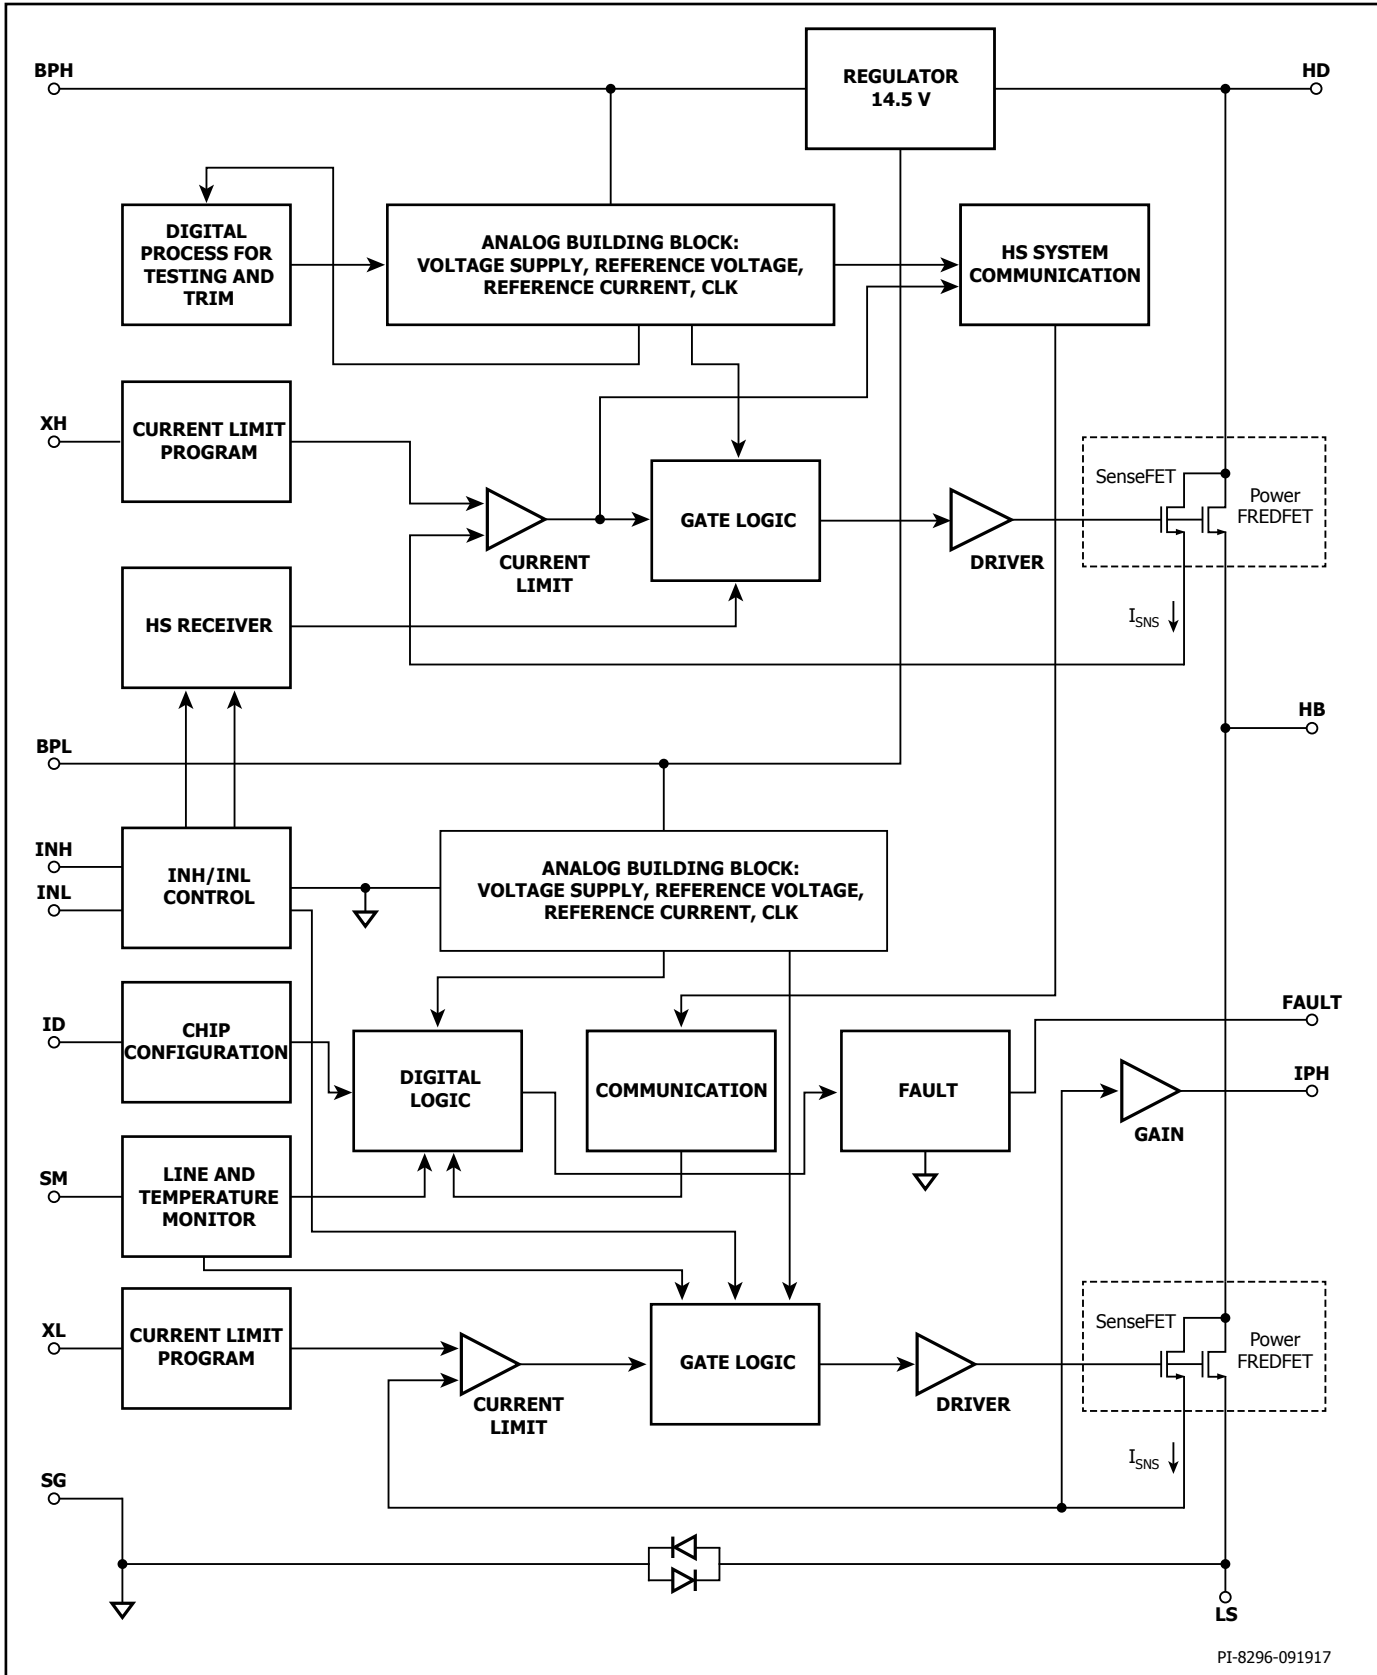 BPH
REGULATOR
14.5 V
HD
DIGITAL
PROCESS FOR
TESTING AND
TRIM
ANALOG BUILDING BLOCK:
VOLTAGE SUPPLY, REFERENCE VOLTAGE,
REFERENCE CURRENT, CLK
HS SYSTEM
COMMUNICATION
XH
CURRENT LIMIT
PROGRAM
CURRENT
LIMIT
GATE LOGIC
DRIVER
SenseFET
Power
FREDFET
HS RECEIVER
ISNS
HB
BPL
INH
INL
INH/INL
CONTROL
ANALOG BUILDING BLOCK:
VOLTAGE SUPPLY, REFERENCE VOLTAGE,
REFERENCE CURRENT, CLK
ID
CHIP
CONFIGURATION
DIGITAL
LOGIC
COMMUNICATION
FAULT
FAULT
IPH
GAIN
SM
LINE AND
TEMPERATURE
MONITOR
XL
CURRENT LIMIT
PROGRAM
CURRENT
LIMIT
GATE LOGIC
DRIVER
SenseFET
Power
FREDFET
ISNS
SG
LS
PI-8296-091917